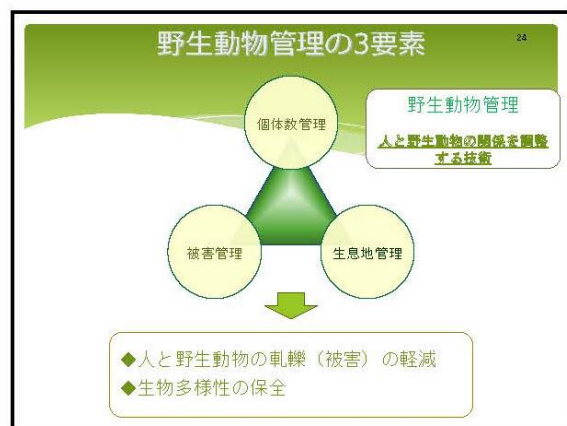 野生動物管理の3要素
24
個体数管理
野生動物管理
人と野生動物の関係を調整
する技術
被害管理
生息地管理
◆人と野生動物の軋轢（被害）の軽減
◆生物多様性の保全